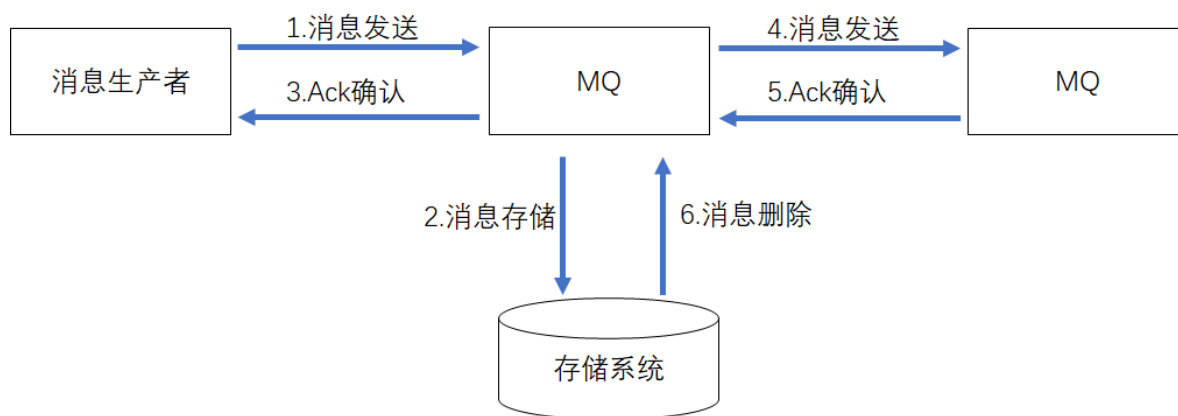 1.消息发送
4.消息发送
消息生产者
MQ
MQ
3.Ack确认
5.Ack确认
2.消息存储
6.消息删除
存储系统